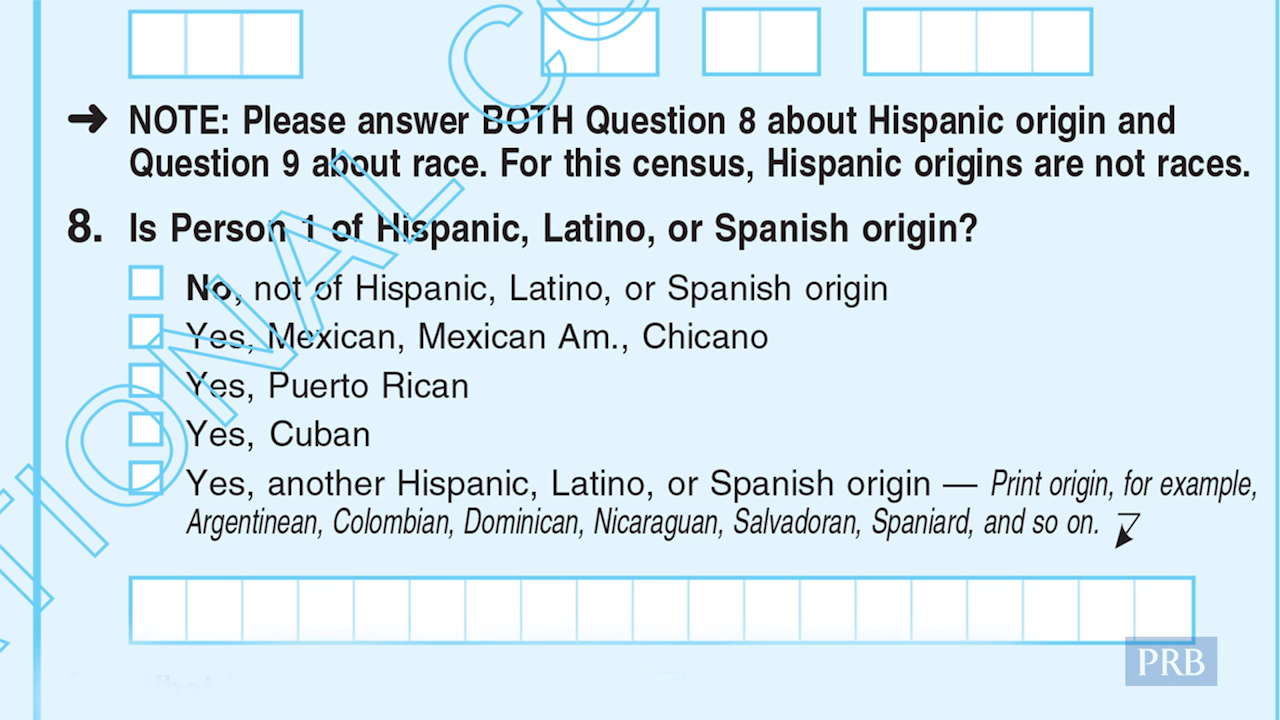 ➔ NOTE: Please answer BOTH Question 8 about Hispanic origin and
Question 9 about race. For this census, Hispanic origins are not races.
8. Is Person 1 of Hispanic, Latino, or Spanish origin?
No, not of Hispanic, Latino, or Spanish origin
Yes, Mexican, Mexican Am., Chicano
Yes, Puerto Rican
Yes, Cuban
Yes, another Hispanic, Latino, or Spanish origin — Print origin, for example,
Argentinean, Colombian, Dominican, Nicaraguan, Salvadoran, Spaniard, and so on.
TIONAL CO
PRB